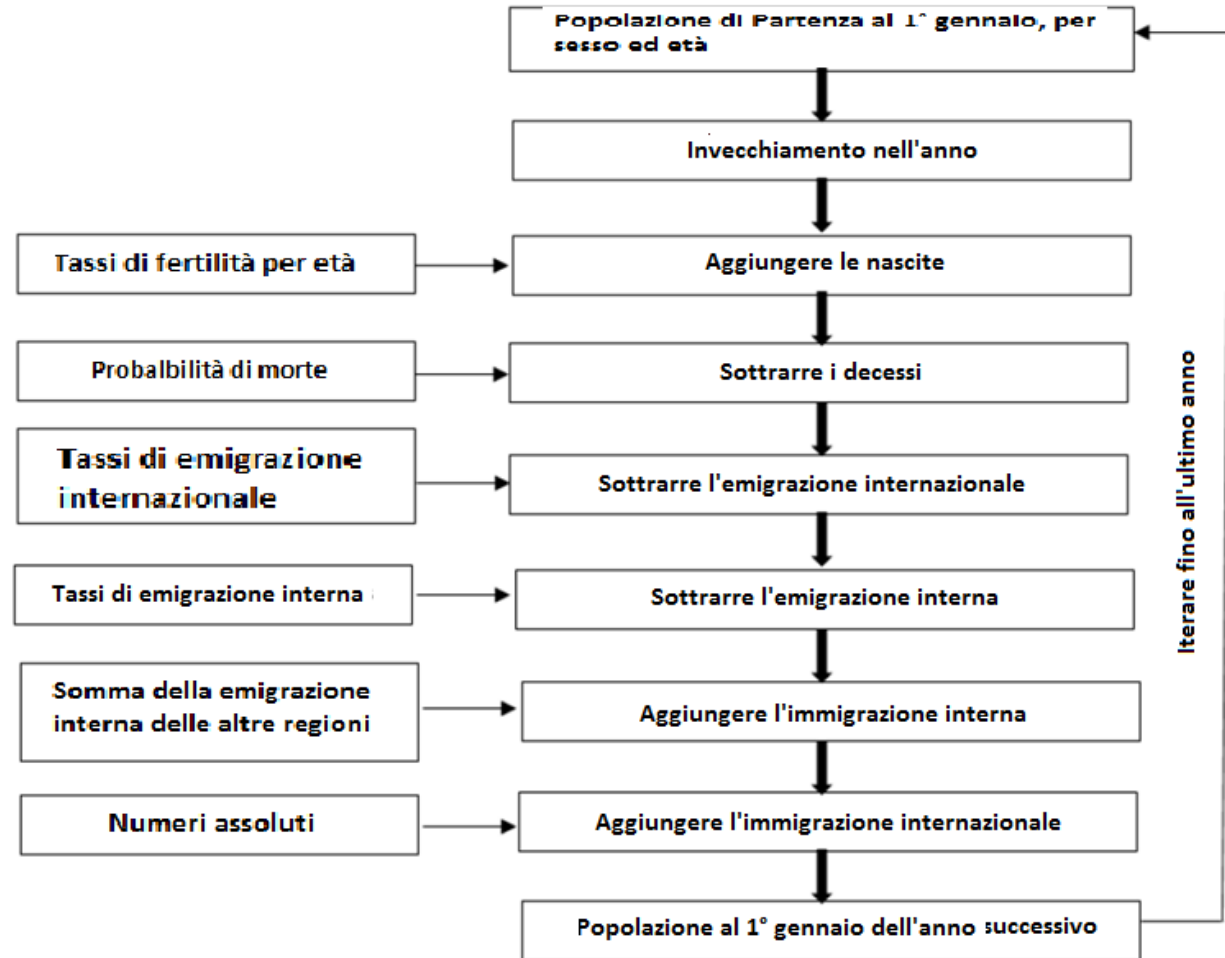 Popolazione di Partenza al 1° gennaio, per
sesso ed età
Invecchiamento nell'anno
Tassi di fertilità per età
Aggiungere le nascite
Probalbilità di morte
Sottrarre i decessi
Tassi di emigrazione
internazionale
Sottrarre l'emigrazione internazionale
Tassi di emigrazione interna
Sottrarre l'emigrazione interna
Somma della emigrazione
interna delle altre regioni
Aggiungere l'immigrazione interna
Numeri assoluti
Aggiungere l'immigrazione internazionale
Popolazione al 1° gennaio dell'anno successivo
Iterare fino all'ultimo anno